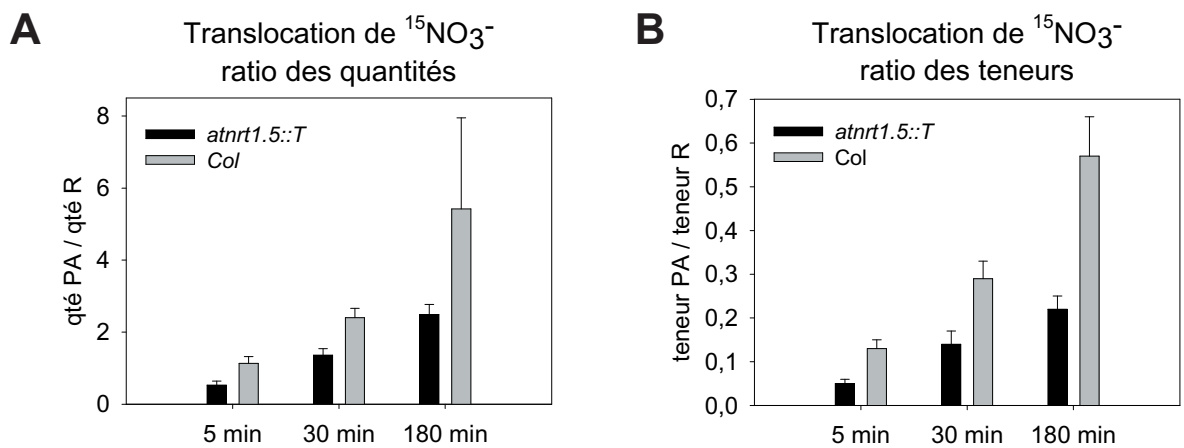 A
Translocation de ¹⁵NO₃⁻
ratio des quantités
qté PA / qté R
8
6
4
2
0
atnrt1.5::T
Col
5 min 30 min 180 min
B
Translocation de ¹⁵NO₃⁻
ratio des teneurs
teneur PA / teneur R
0,7
0,6
0,5
0,4
0,3
0,2
0,1
0,0
atnrt1.5::T
Col
5 min 30 min 180 min